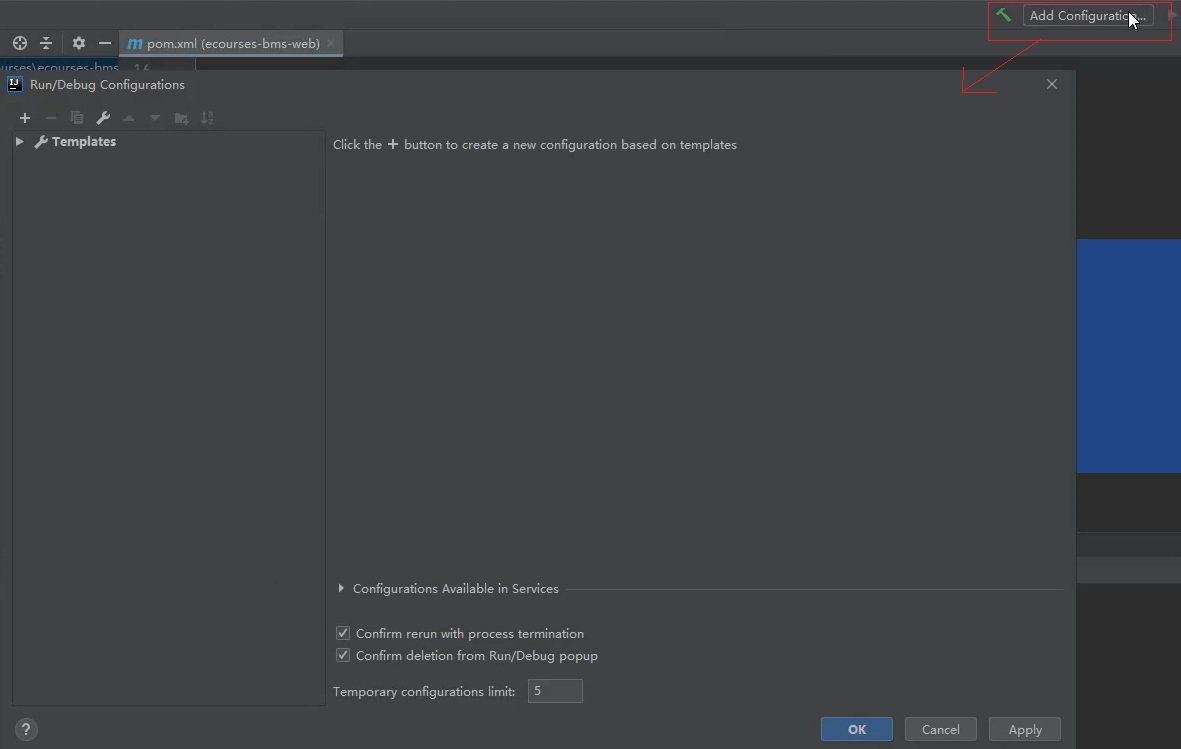 Add Configuration...
pom.xml (ecourses-bms-web)
urses\ecourses-bms
Run/Debug Configurations
Templates
Click the + button to create a new configuration based on templates
Configurations Available in Services
Confirm rerun with process termination
Confirm deletion from Run/Debug popup
Temporary configurations limit: 5
? OK Cancel Apply